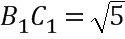 B₁C₁ = √5